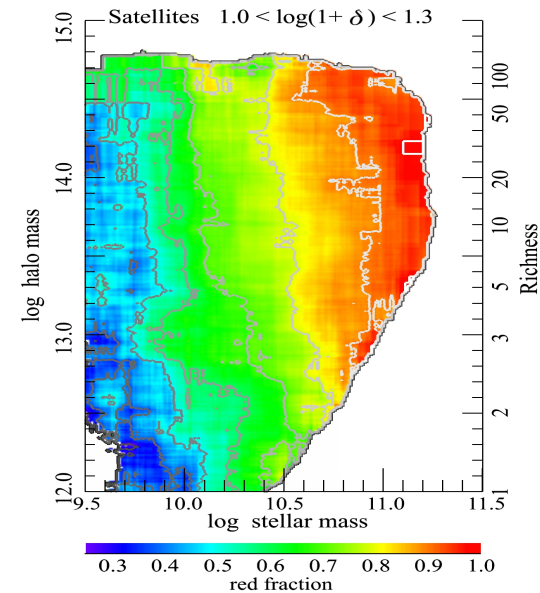 Satellites 1.0 < log(1+ δ) < 1.3
15.0
14.0
13.0
12.0
log halo mass
100
50
20
10
5
3
2
1
Richness
9.5 10.0 10.5 11.0 11.5
log stellar mass
0.3 0.4 0.5 0.6 0.7 0.8 0.9 1.0
red fraction